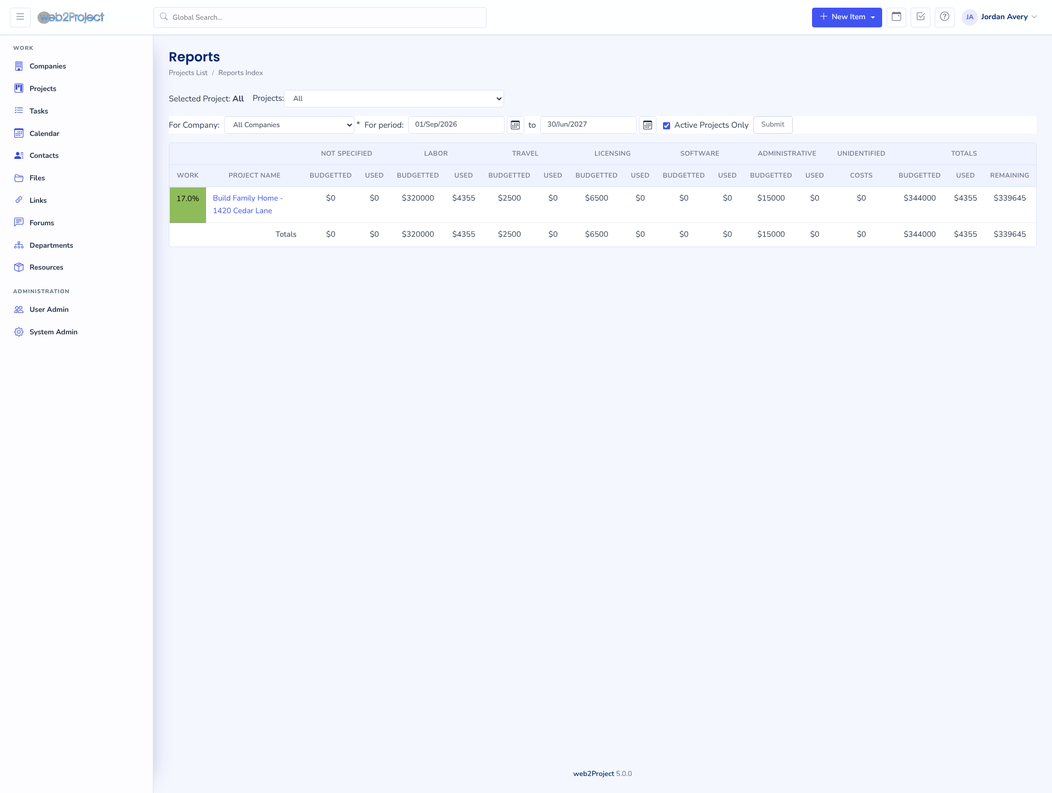 web2Project
Global Search...
New Item
JA
Jordan Avery
WORK
Companies
Projects
Tasks
Calendar
Contacts
Files
Links
Forums
Departments
Resources
ADMINISTRATION
User Admin
System Admin
Reports
Projects List / Reports Index
Selected Project: All Projects: All
For Company: All Companies * For period: 01/Sep/2026 to 30/Jun/2027 Active Projects Only Submit
NOT SPECIFIED LABOR TRAVEL LICENSING SOFTWARE ADMINISTRATIVE UNIDENTIFIED TOTALS
WORK PROJECT NAME BUDGETTED USED BUDGETTED USED BUDGETTED USED BUDGETTED USED BUDGETTED USED BUDGETTED USED COSTS BUDGETTED USED REMAINING
17.0% Build Family Home - $0 $0 $320000 $4355 $2500 $0 $6500 $0 $0 $0 $15000 $0 $0 $344000 $4355 $339645
1420 Cedar Lane
Totals $0 $0 $320000 $4355 $2500 $0 $6500 $0 $0 $0 $15000 $0 $0 $344000 $4355 $339645
web2Project 5.0.0